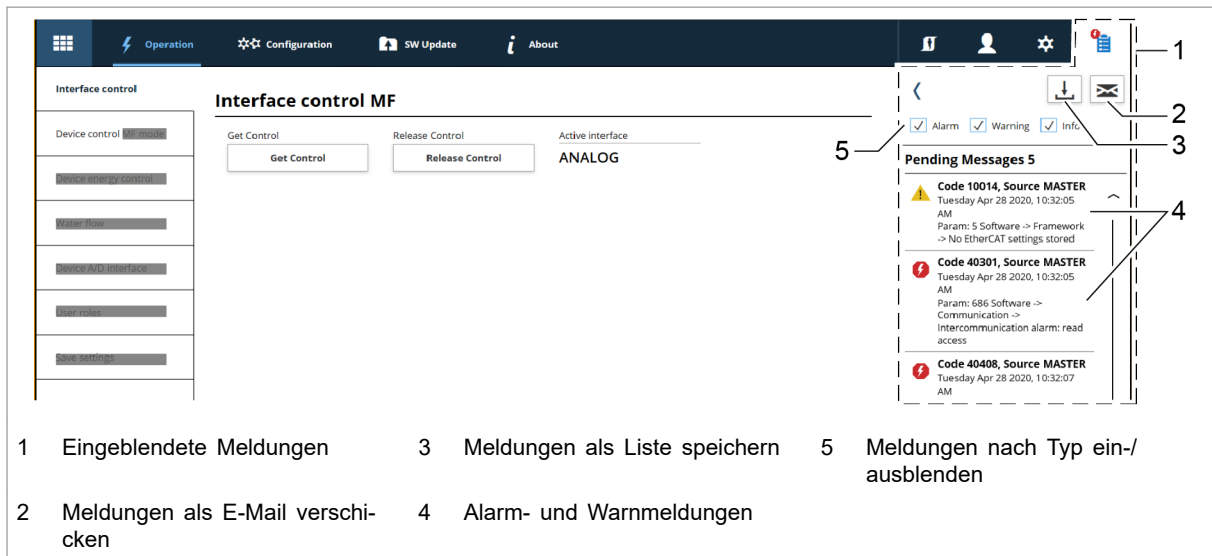 Operation
Configuration
SW Update
About
1
Interface control
Interface control MF
2
Device control MF mode
Get Control
Release Control
Active interface
Get Control
Release Control
ANALOG
5
Alarm
Warning
Info
3
Device energy control
Pending Messages 5
Water flow
Code 10014, Source MASTER
Tuesday Apr 28 2020, 10:32:05
AM
Param: 5 Software -> Framework
-> No EtherCAT settings stored
4
Device A/D interface
Code 40301, Source MASTER
Tuesday Apr 28 2020, 10:32:05
AM
Param: 686 Software ->
Communication ->
Intercommunication alarm: read
access
User roles
Save settings
Code 40408, Source MASTER
Tuesday Apr 28 2020, 10:32:07
AM
1 Eingeblendete Meldungen
2 Meldungen als E-Mail verschi-
cken
3 Meldungen als Liste speichern
4 Alarm- und Warnmeldungen
5 Meldungen nach Typ ein-/
ausblenden